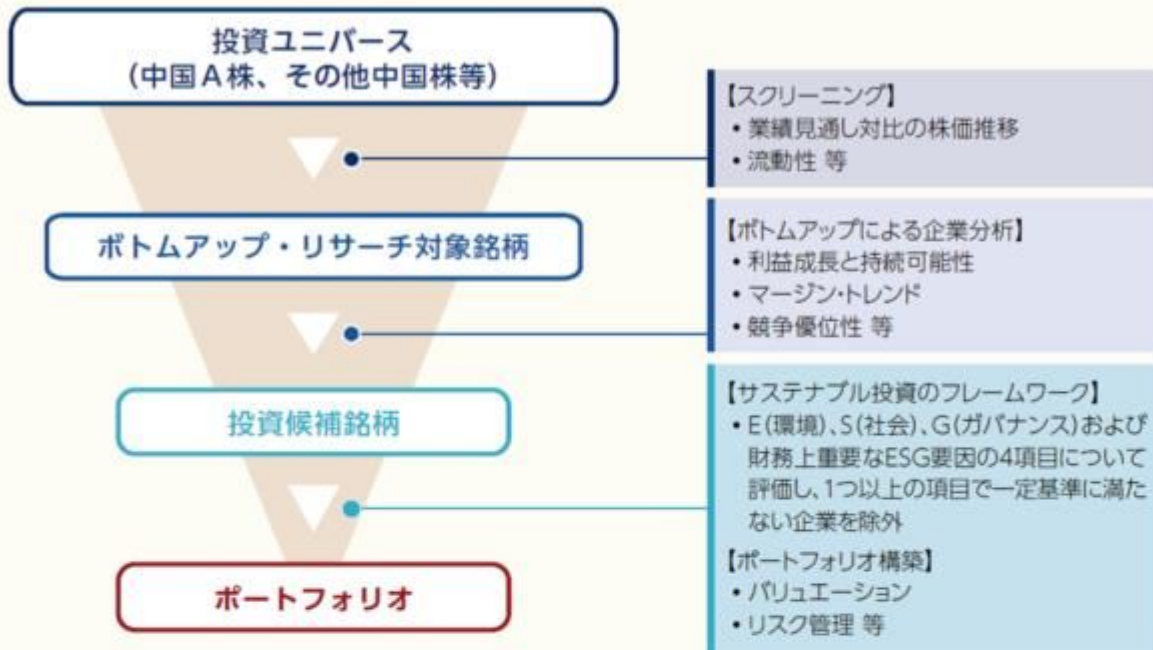 投資ユニバース
(中国A株、その他中国株等)
【スクリーニング】
• 業績見通し対比の株価推移
• 流動性 等
ボトムアップ・リサーチ対象銘柄
【ボトムアップによる企業分析】
• 利益成長と持続可能性
• マージン・トレンド
• 競争優位性 等
投資候補銘柄
【サステナブル投資のフレームワーク】
• E(環境)、S(社会)、G(ガバナンス)および
財務上重要なESG要因の4項目について
評価し、1つ以上の項目で一定基準に満た
ない企業を除外
【ポートフォリオ構築】
• バリュエーション
• リスク管理 等
ポートフォリオ